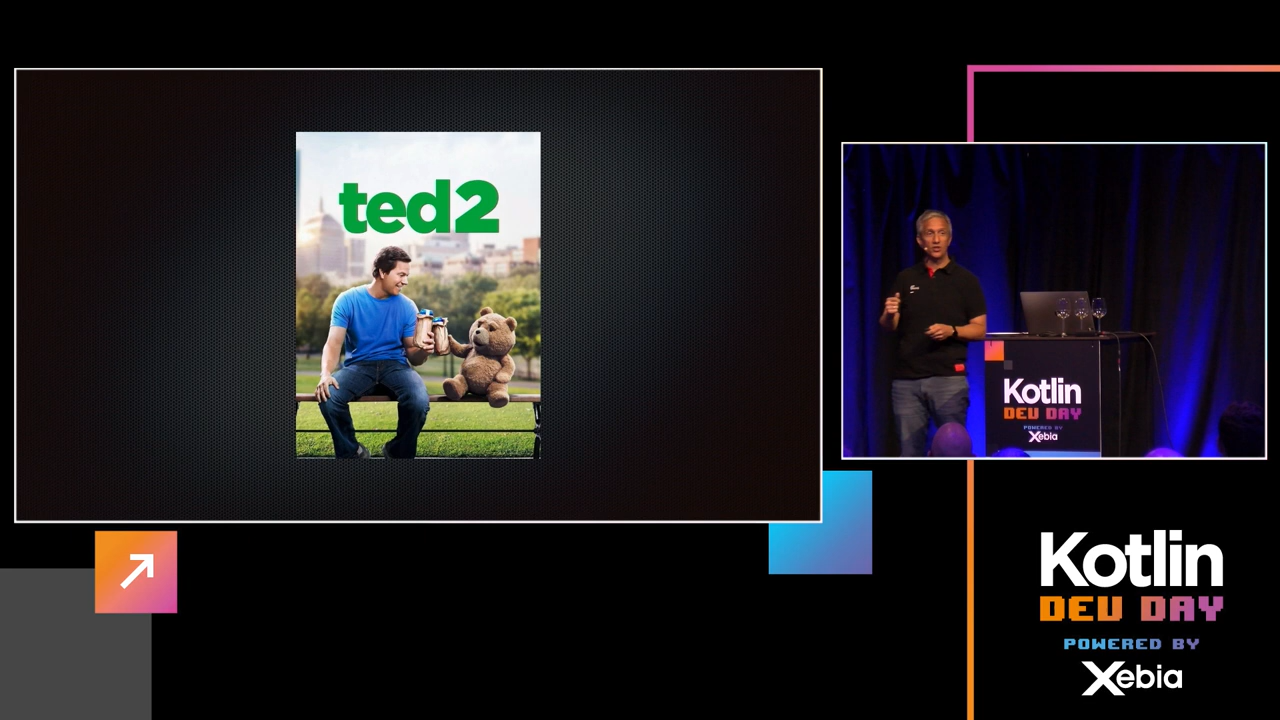 ted2
Kotlin
DEV DAY
POWERED BY
Xebia
Kotlin
DEV DAY
POWERED BY
Xebia